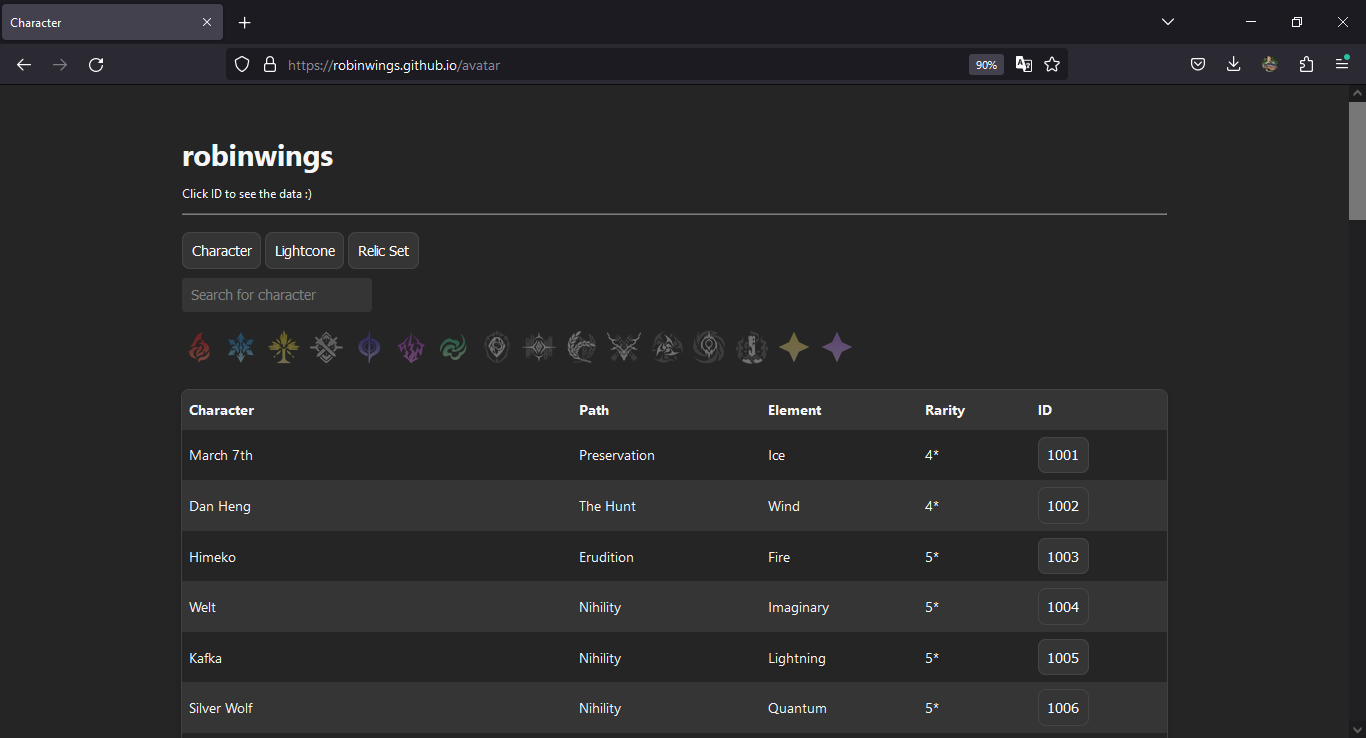 Character
https://robinwings.github.io/avatar
90%
robinwings
Click ID to see the data :)
Character Lightcone Relic Set
Search for character
Character Path Element Rarity ID
March 7th Preservation Ice 4* 1001
Dan Heng The Hunt Wind 4* 1002
Himeko Erudition Fire 5* 1003
Welt Nihility Imaginary 5* 1004
Kafka Nihility Lightning 5* 1005
Silver Wolf Nihility Quantum 5* 1006